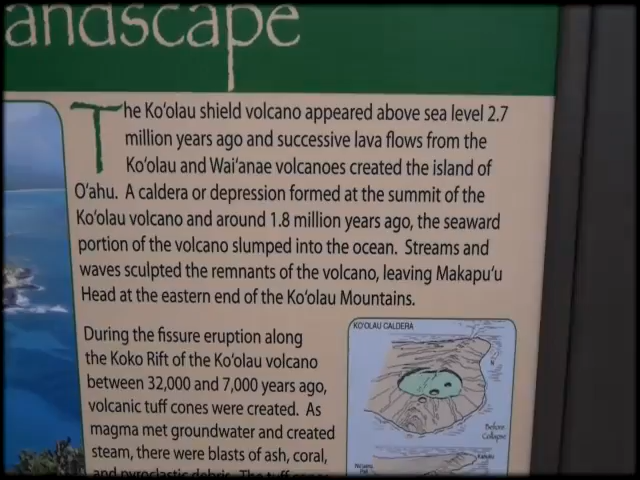 andscape
The Ko'olau shield volcano appeared above sea level 2.7
million years ago and successive lava flows from the
Ko'olau and Wai'anae volcanoes created the island of
O'ahu. A caldera or depression formed at the summit of the
Ko'olau volcano and around 1.8 million years ago, the seaward
portion of the volcano slumped into the ocean. Streams and
waves sculpted the remnants of the volcano, leaving Makapu'u
Head at the eastern end of the Ko'olau Mountains.
During the fissure eruption along
the Koko Rift of the Ko'olau volcano
between 32,000 and 7,000 years ago,
volcanic tuff cones were created. As
magma met groundwater and created
steam, there were blasts of ash, coral,
and pyroclastic debris. The tuff cones
KO'OLAU CALDERA
Before
Collapse